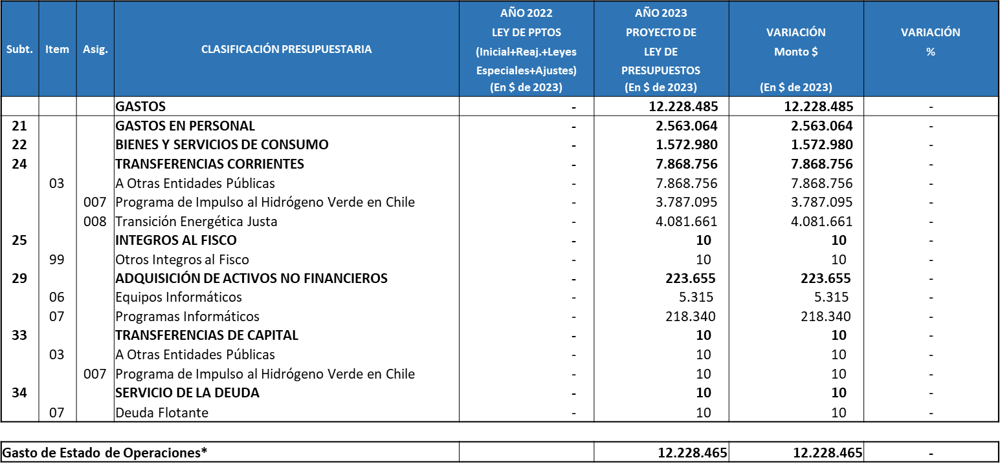 AÑO 2022 AÑO 2023
LEY DE PPTOS PROYECTO DE VARIACIÓN VARIACIÓN
Subt. Item Asig. CLASIFICACIÓN PRESUPUESTARIA (Inicial+Reaj.+Leyes LEY DE Monto $ %
Especiales+Ajustes) PRESUPUESTOS
(En $ de 2023) (En $ de 2023) (En $ de 2023)
GASTOS - 12.228.485 12.228.485 -
21 GASTOS EN PERSONAL - 2.563.064 2.563.064 -
22 BIENES Y SERVICIOS DE CONSUMO - 1.572.980 1.572.980 -
24 TRANSFERENCIAS CORRIENTES - 7.868.756 7.868.756 -
03 A Otras Entidades Públicas - 7.868.756 7.868.756 -
007 Programa de Impulso al Hidrógeno Verde en Chile - 3.787.095 3.787.095 -
008 Transición Energética Justa - 4.081.661 4.081.661 -
25 INTEGROS AL FISCO - 10 10 -
99 Otros Integros al Fisco - 10 10 -
29 ADQUISICIÓN DE ACTIVOS NO FINANCIEROS - 223.655 223.655 -
06 Equipos Informáticos - 5.315 5.315 -
07 Programas Informáticos - 218.340 218.340 -
33 TRANSFERENCIAS DE CAPITAL - 10 10 -
03 A Otras Entidades Públicas - 10 10 -
007 Programa de Impulso al Hidrógeno Verde en Chile - 10 10 -
34 SERVICIO DE LA DEUDA - 10 10 -
07 Deuda Flotante - 10 10 -
Gasto de Estado de Operaciones* 12.228.465 12.228.465 -